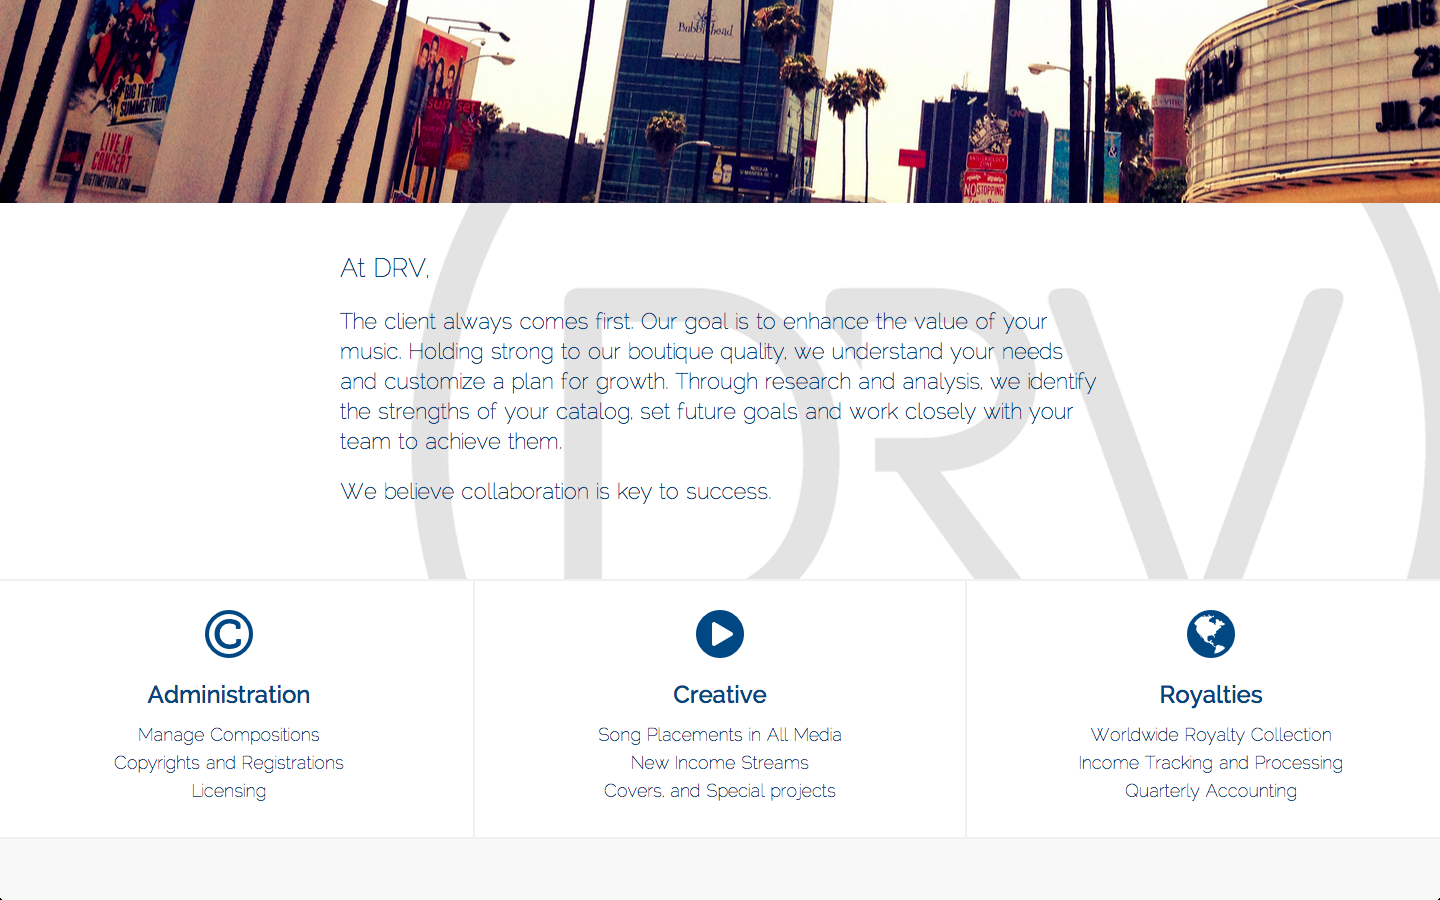 BIG TIME
SUMMER TOUR
LIVE IN
CONCERT
BIGTIMETOUR.COM
sun set
Bubblehead
NO STOPPING
JUL 2
(DRV)
At DRV,
The client always comes first. Our goal is to enhance the value of your
music. Holding strong to our boutique quality, we understand your needs
and customize a plan for growth. Through research and analysis, we identify
the strengths of your catalog, set future goals and work closely with your
team to achieve them.
We believe collaboration is key to success.
Administration
Manage Compositions
Copyrights and Registrations
Licensing
Creative
Song Placements in All Media
New Income Streams
Covers, and Special projects
Royalties
Worldwide Royalty Collection
Income Tracking and Processing
Quarterly Accounting